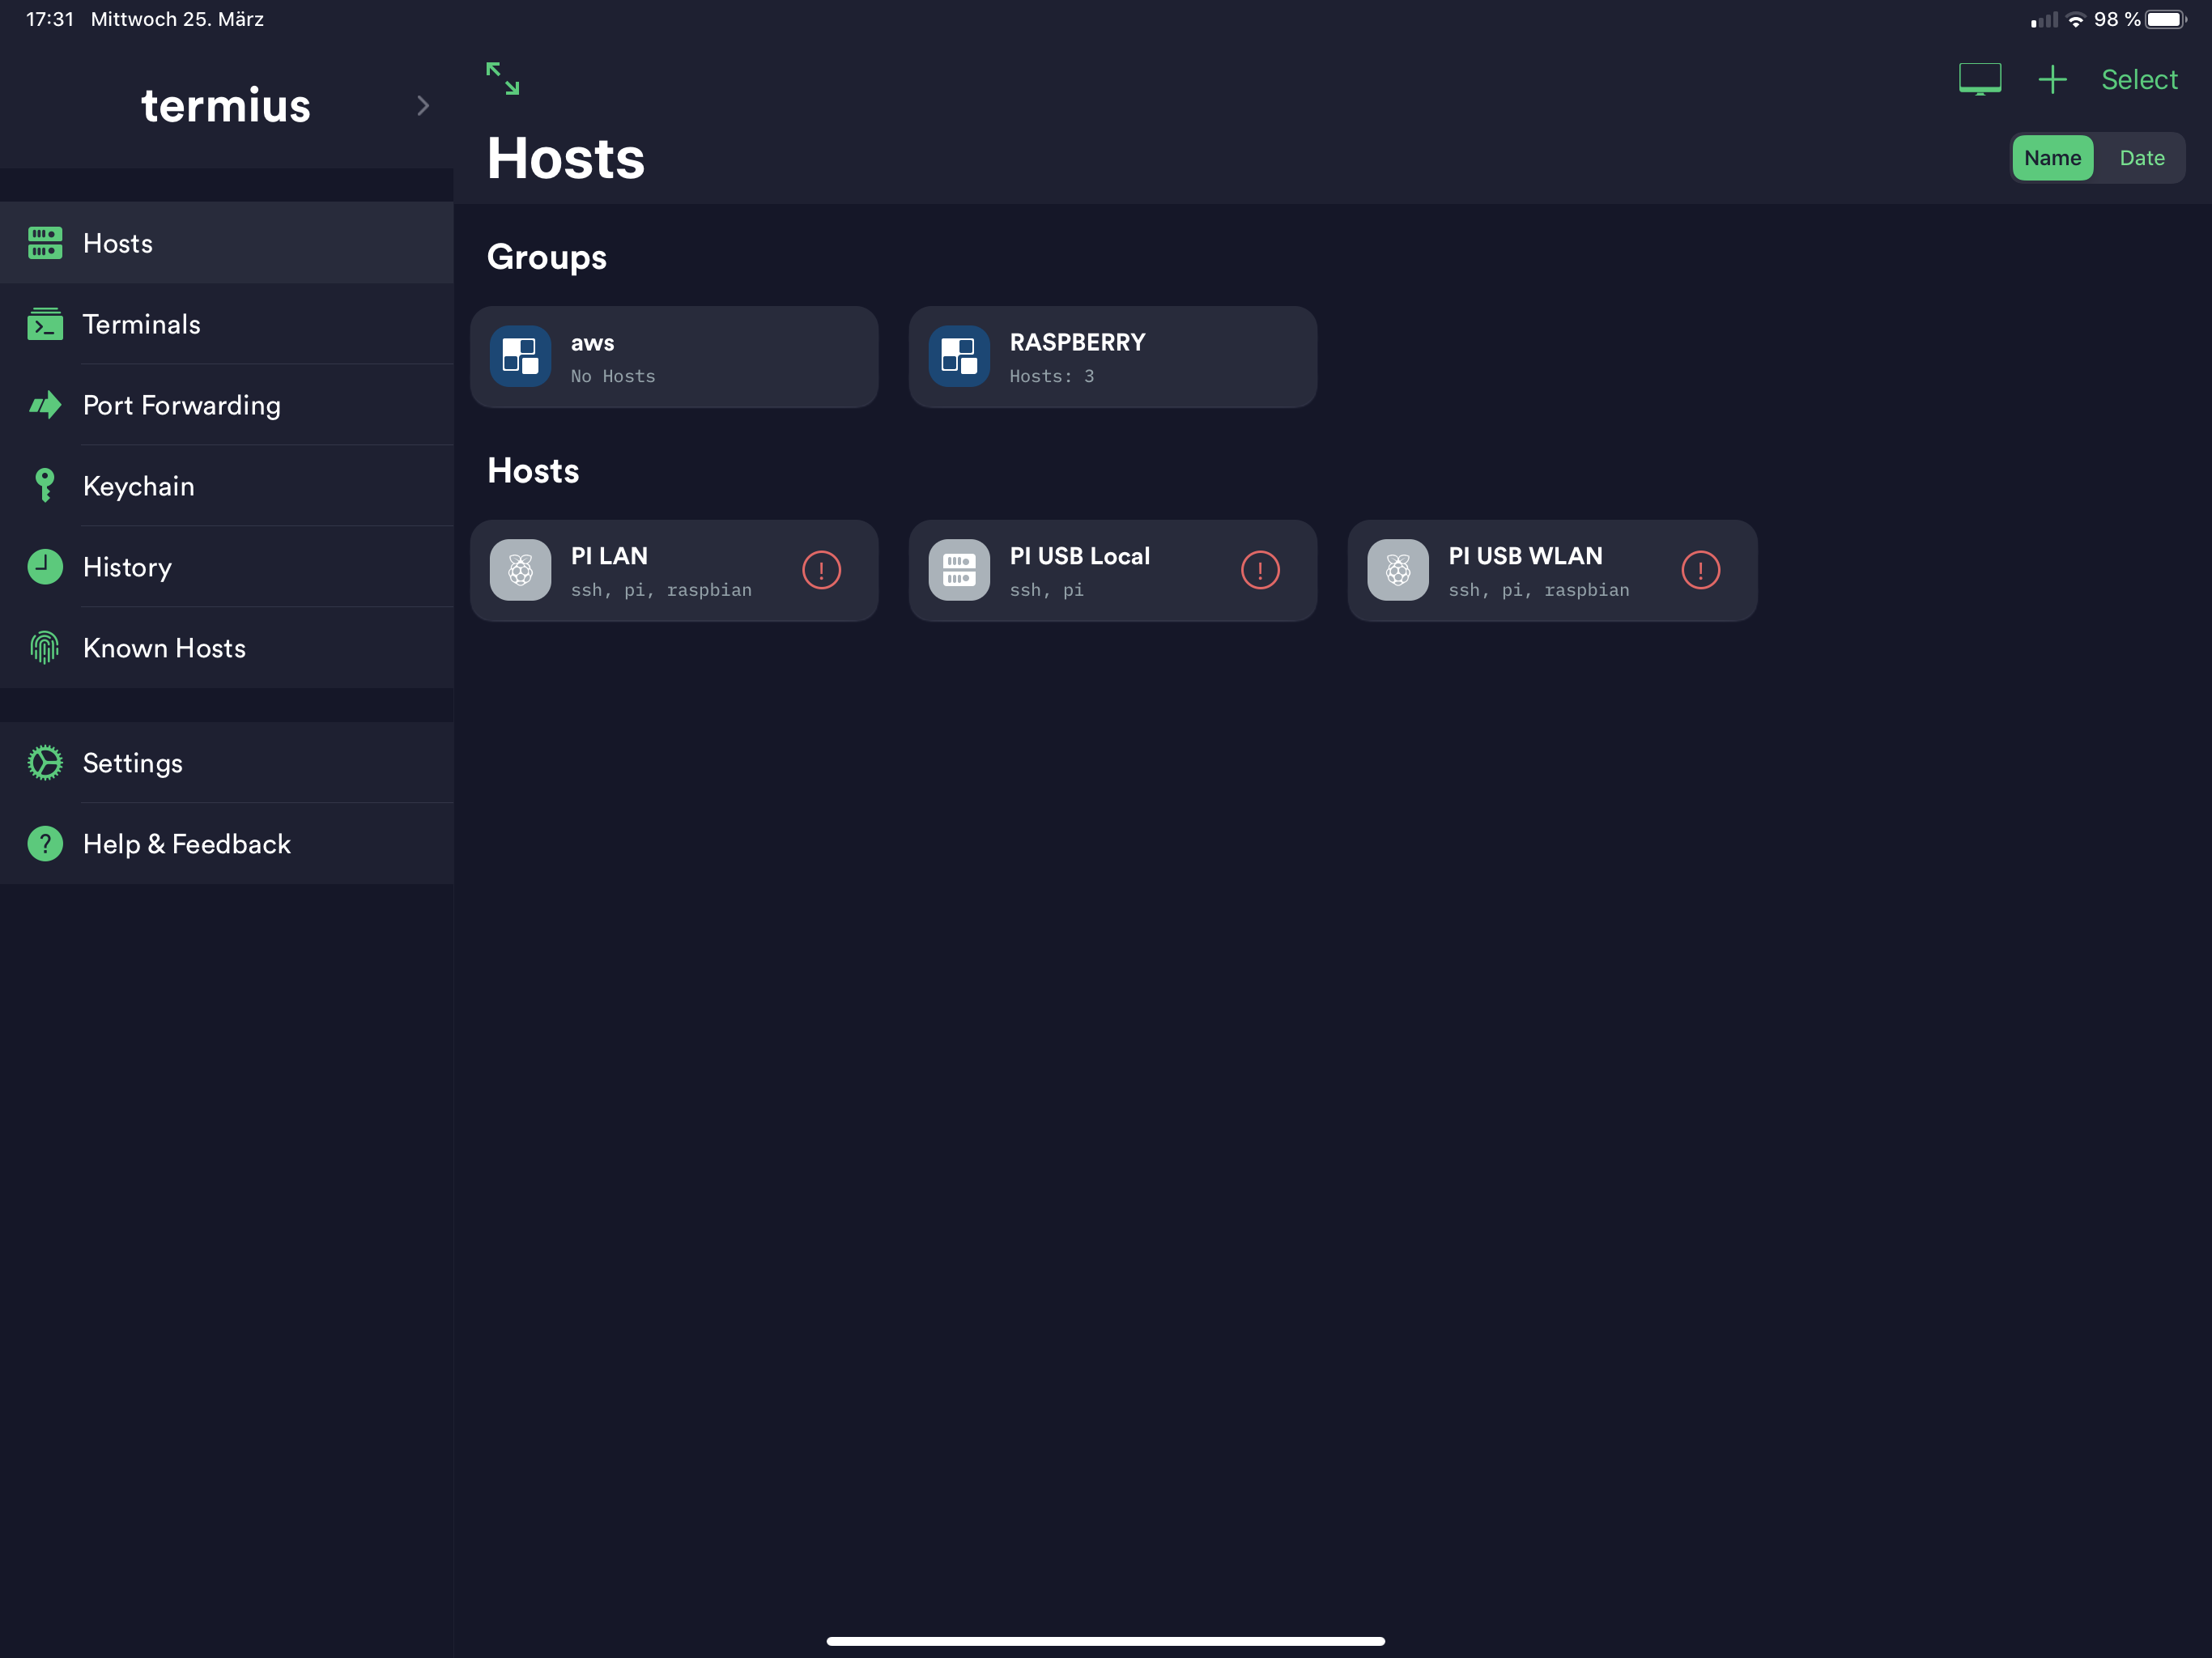 17:31 Mittwoch 25. März
98 %
termius
Select
Hosts
Name Date
Hosts
Terminals
Port Forwarding
Keychain
History
Known Hosts
Settings
Help & Feedback
Groups
aws
No Hosts
RASPBERRY
Hosts: 3
Hosts
PI LAN
ssh, pi, raspbian
PI USB Local
ssh, pi
PI USB WLAN
ssh, pi, raspbian